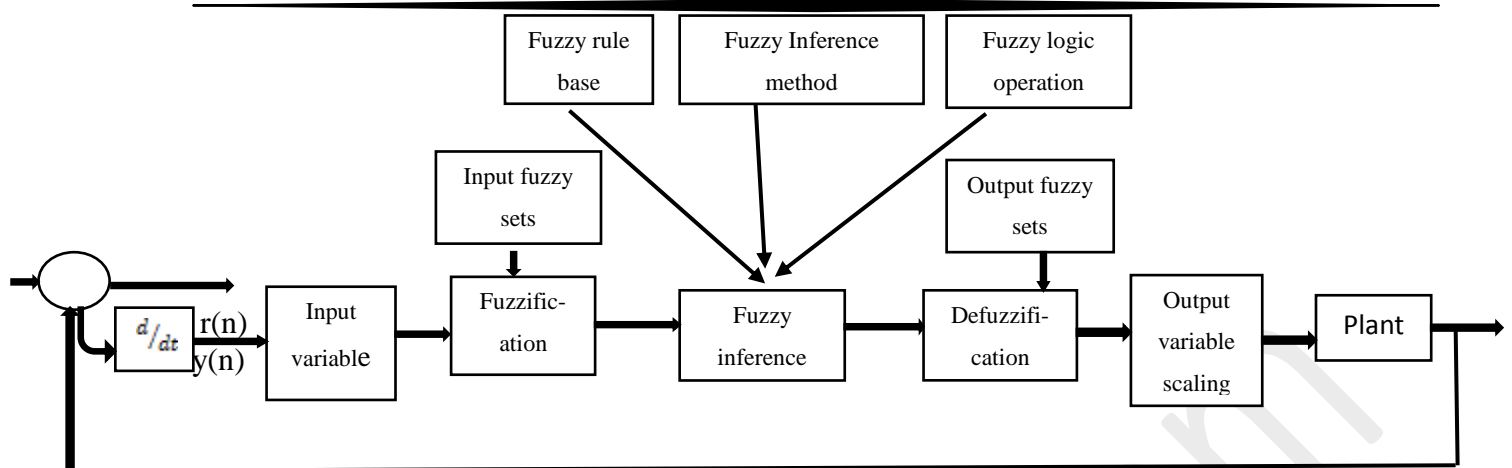 Fuzzy rule
base
Fuzzy Inference
method
Fuzzy logic
operation
Input fuzzy
sets
Output fuzzy
sets
d/dt
r(n)
y(n)
Input
variable
Fuzzific-
ation
Fuzzy
inference
Defuzzifi-
cation
Output
variable
scaling
Plant